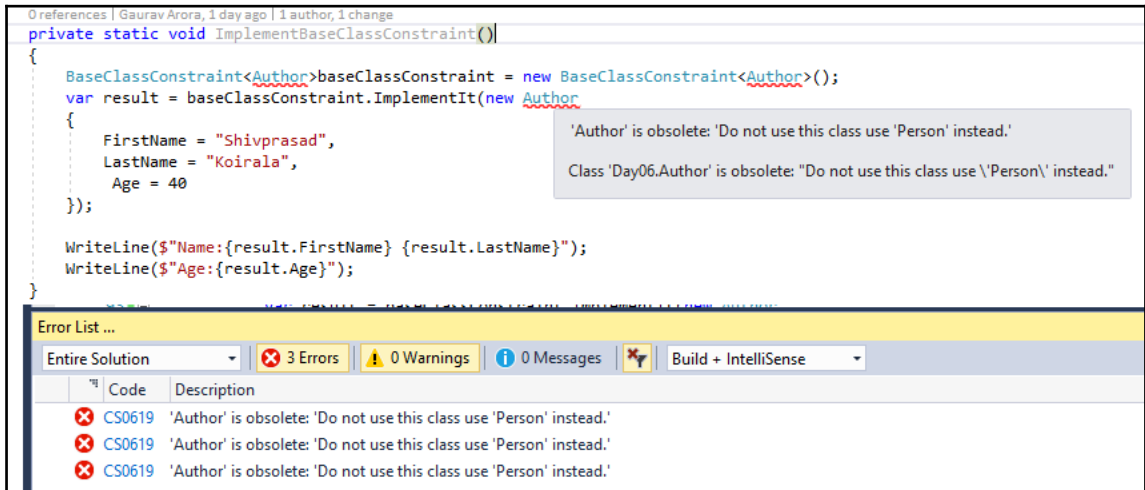 0 references | Gaurav Arora, 1 day ago | 1 author, 1 change
private static void ImplementBaseClassConstraint()
{
BaseClassConstraint<Author>baseClassConstraint = new BaseClassConstraint<Author>();
var result = baseClassConstraint.ImplementIt(new Author
{
'Author' is obsolete: 'Do not use this class use 'Person' instead.'
FirstName = "Shivprasad",
LastName = "Koirala",
Class 'Day06.Author' is obsolete: "Do not use this class use \'Person\' instead."
Age = 40
});
WriteLine($"Name:{result.FirstName} {result.LastName}");
WriteLine($"Age:{result.Age}");
}
Error List ...
Entire Solution 3 Errors 0 Warnings 0 Messages Build + IntelliSense
Code Description
CS0619 'Author' is obsolete: 'Do not use this class use 'Person' instead.'
CS0619 'Author' is obsolete: 'Do not use this class use 'Person' instead.'
CS0619 'Author' is obsolete: 'Do not use this class use 'Person' instead.'